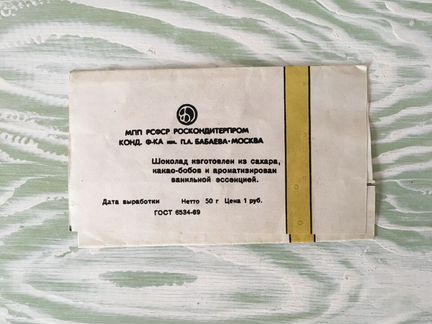 МПП РСФСР РОСКОНДИТЕРПРОМ
КОНД. Ф-КА им. П.А. БАБАЕВА-МОСКВА
Шоколад изготовлен из сахара,
какао-бобов и ароматизирован
ванильной эссенцией.
Дата выработки Нетто 50 г Цена 1 руб.
ГОСТ 6534-69